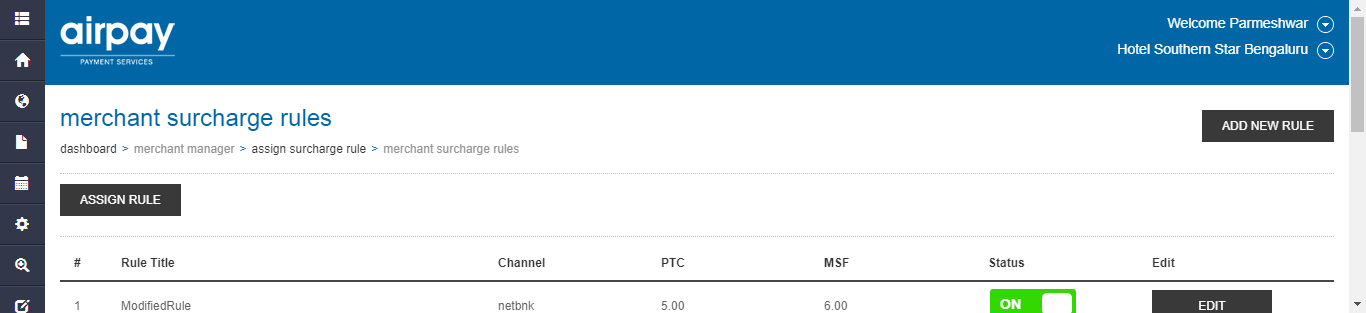 airpay
PAYMENT SERVICES
Welcome Parmeshwar
Hotel Southern Star Bengaluru
merchant surcharge rules
ADD NEW RULE
dashboard > merchant manager > assign surcharge rule > merchant surcharge rules
ASSIGN RULE
# Rule Title Channel PTC MSF Status Edit
1 ModifiedRule netbnk 5.00 6.00 ON EDIT